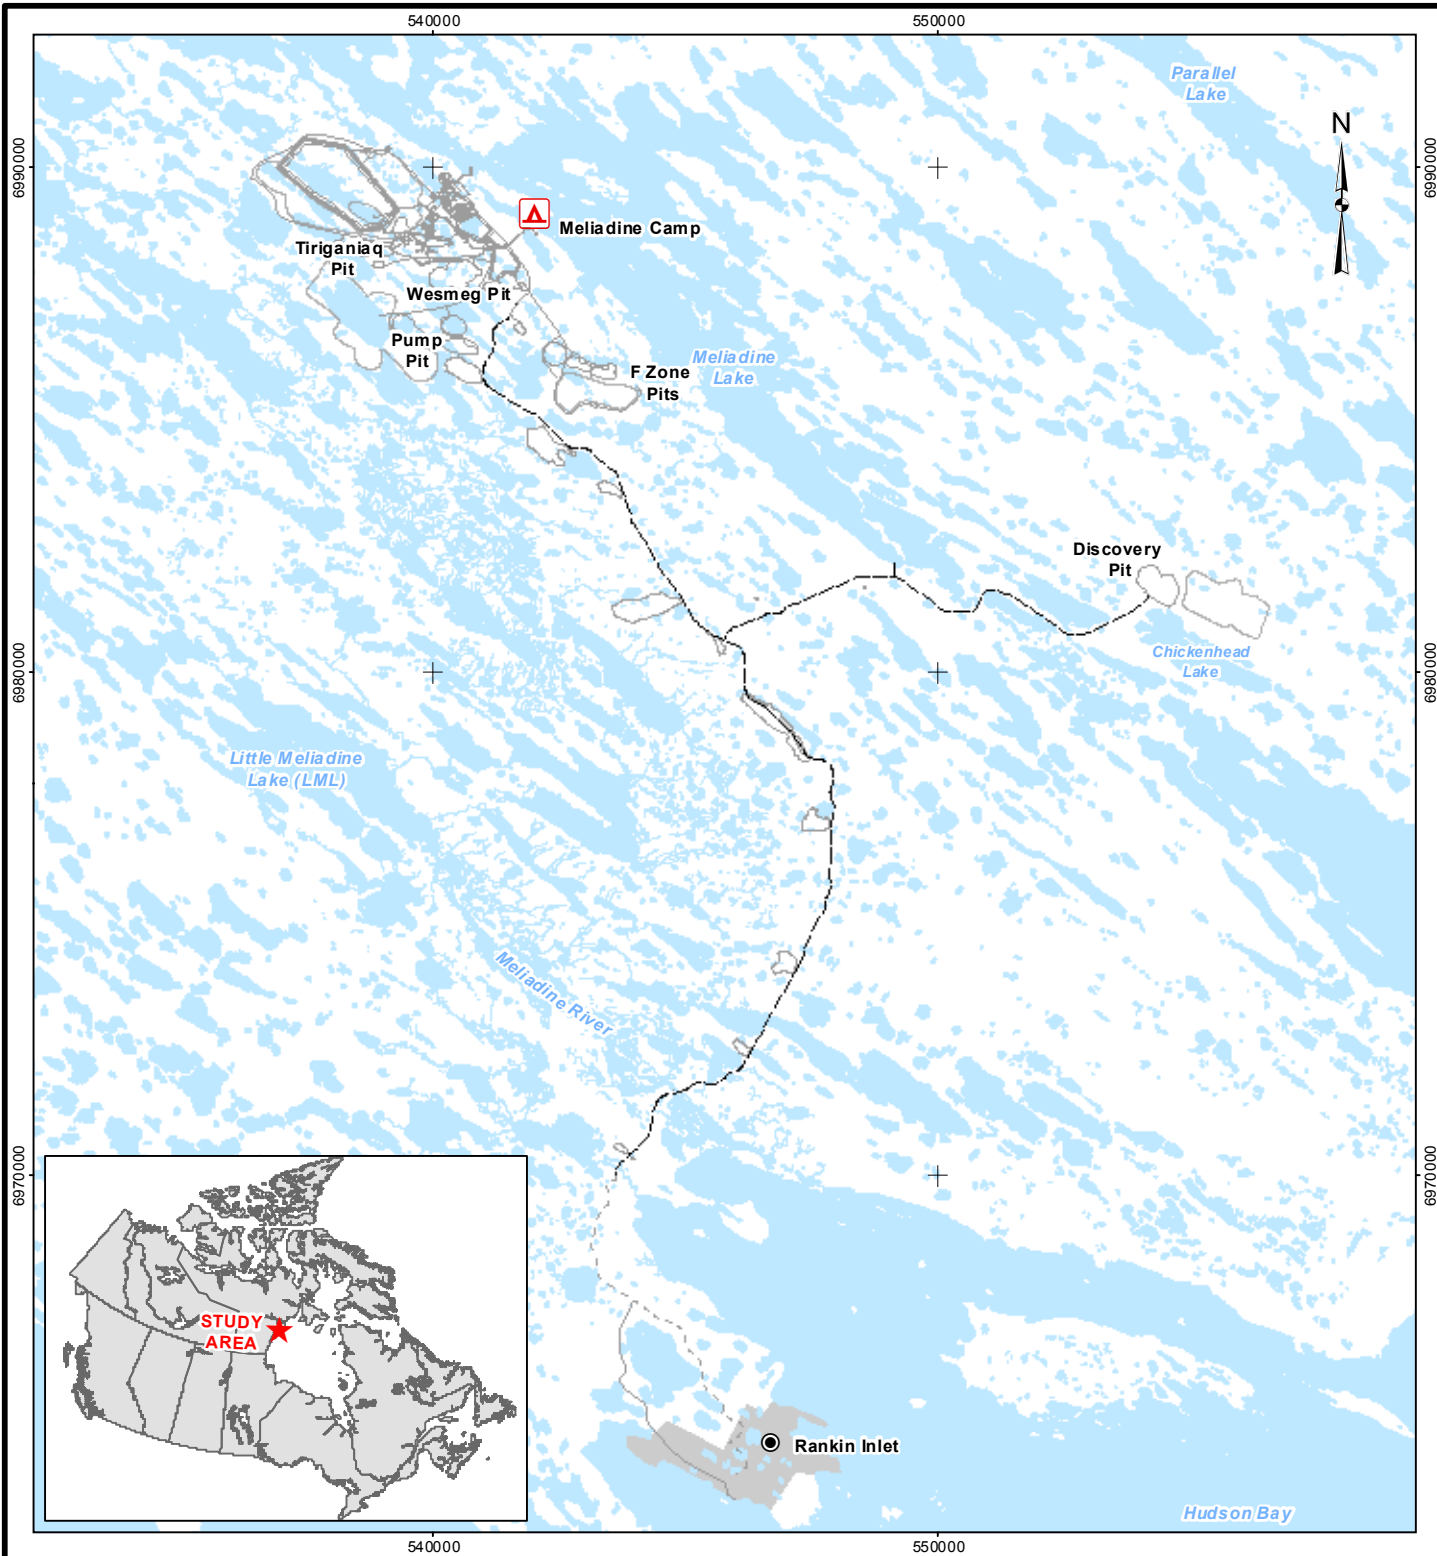 540000
550000
Parallel
Lake
N
6990000
6990000
Meliadine Camp
Tiriganiaq
Pit
Wesmeg Pit
Pump
Pit
Meliadine
Lake
F Zone
Pits
Discovery
Pit
Chickenhead
Lake
6980000
6980000
Little Meliadine
Lake (LML)
Meliadine River
6970000
6970000
STUDY
AREA
Rankin Inlet
Hudson Bay
540000
550000